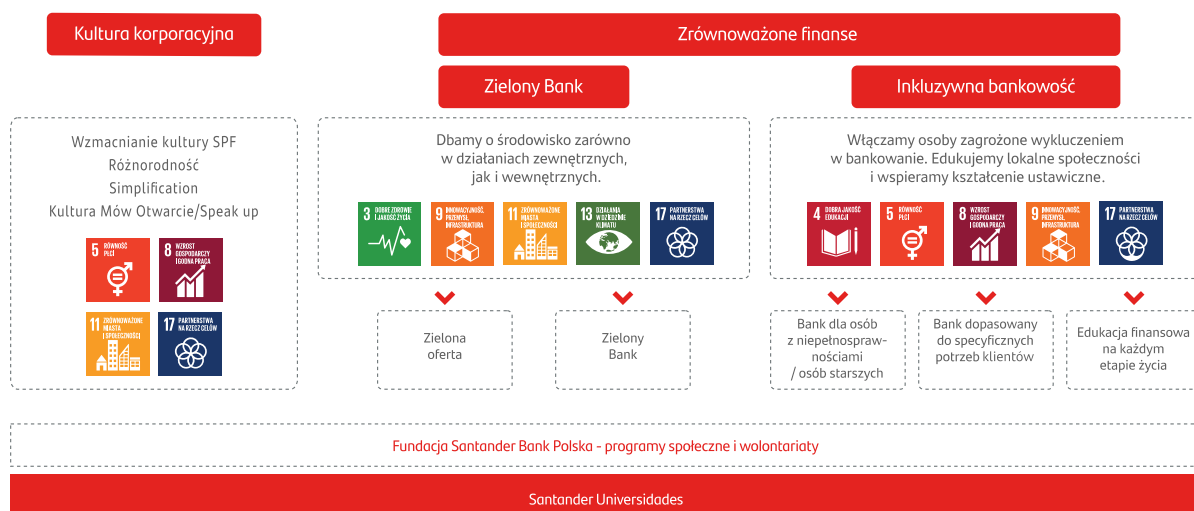 Kultura korporacyjna
Zrównoważone finanse
Zielony Bank
Inkluzywna bankowość
Wzmacnianie kultury SPF
Różnorodność
Simplification
Kultura Mów Otwarcie/Speak up
5 RÓWNOŚĆ
PŁCI
8 WZROST
GOSPODARCZY
I GODNA PRACA
11 ZRÓWNOWAŻONE
MIASTA
I SPOŁECZNOŚCI
17 PARTNERSTWA
NA RZECZ CELÓW
Dbamy o środowisko zarówno
w działaniach zewnętrznych,
jak i wewnętrznych.
3 DOBRE ZDROWIE
I JAKOŚĆ ŻYCIA
9 INNOWACYJNOŚĆ,
PRZEMYSŁ,
INFRASTRUKTURA
11 ZRÓWNOWAŻONE
MIASTA
I SPOŁECZNOŚCI
13 DZIAŁANIA
W DZIEDZINIE
KLIMATU
17 PARTNERSTWA
NA RZECZ CELÓW
Zielona
oferta
Zielony
Bank
Włączamy osoby zagrożone wykluczeniem
w bankowanie. Edukujemy lokalne społeczności
i wspieramy kształcenie ustawiczne.
4 DOBRA JAKOŚĆ
EDUKACJI
5 RÓWNOŚĆ
PŁCI
8 WZROST
GOSPODARCZY
I GODNA PRACA
9 INNOWACYJNOŚĆ,
PRZEMYSŁ,
INFRASTRUKTURA
17 PARTNERSTWA
NA RZECZ CELÓW
Bank dla osób
z niepełnospraw-
nościami
/ osób starszych
Bank dopasowany
do specyficznych
potrzeb klientów
Edukacja finansowa
na każdym
etapie życia
Fundacja Santander Bank Polska - programy społeczne i wolontariaty
Santander Universidades